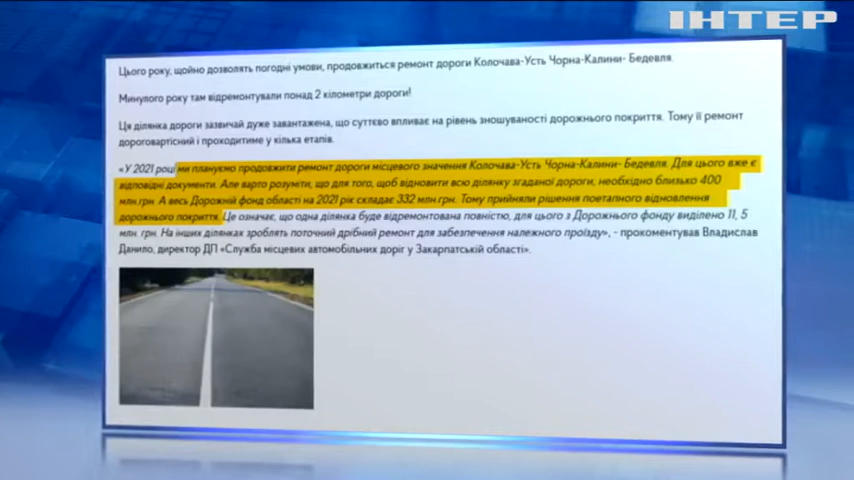 ІНТЕР
Цього року, щойно дозволять погодні умови, продовжиться ремонт дороги Колочава-Усть Чорна-Калини- Бедевля.
Минулого року там відремонтували понад 2 кілометри дороги!
Ця ділянка дороги зазвичай дуже завантажена, що суттєво впливає на рівень зношуваності дорожнього покриття. Тому її ремонт
дороговартісний і проходитиме у кілька етапів.
«У 2021 році ми плануємо продовжити ремонт дороги місцевого значення Колочава-Усть Чорна-Калини- Бедевля. Для цього вже є
відповідні документи. Але варто розуміти, що для того, щоб відновити всю ділянку згаданої дороги, необхідно близько 400
млн.грн. А весь Дорожній фонд області на 2021 рік складає 332 млн.грн. Тому прийняли рішення поетапного відновлення
дорожнього покриття. Це означає, що одна ділянка буде відремонтована повністю, для цього з Дорожнього фонду виділено 11, 5
млн. грн. На інших ділянках зроблять поточний дрібний ремонт для забезпечення належного проїзду», - прокоментував Владислав
Данило, директор ДП «Служба місцевих автомобільних доріг у Закарпатській області».